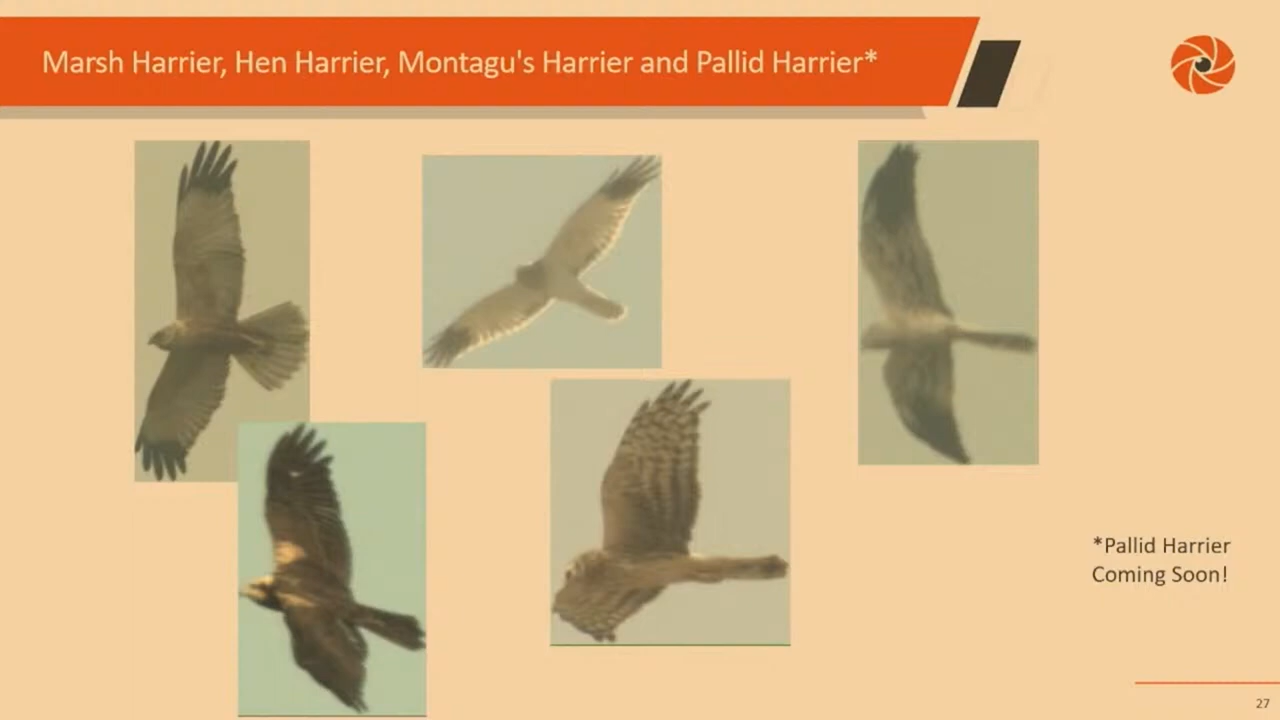 Marsh Harrier, Hen Harrier, Montagu's Harrier and Pallid Harrier*
*Pallid Harrier
Coming Soon!
27